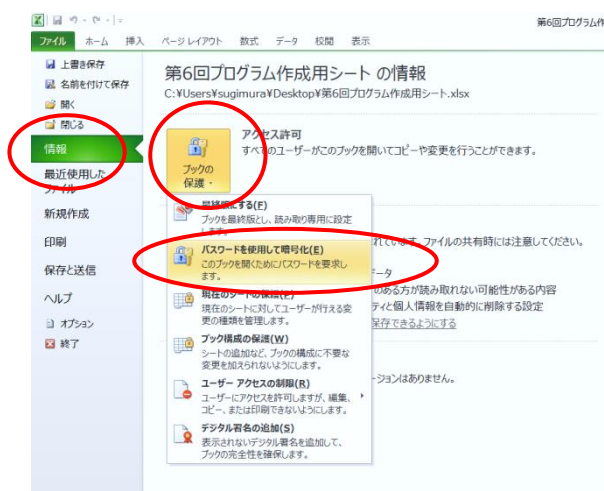 第6回プログラム作
ファイル ホーム 挿入 ページ レイアウト 数式 データ 校閲 表示
上書き保存
名前を付けて保存
開く
閉じる
情報
最近使用した
ファイル
新規作成
印刷
保存と送信
ヘルプ
オプション
終了
第6回プログラム作成用シート の情報
C:¥Users¥sugimura¥Desktop¥第6回プログラム作成用シート.xlsx
ブックの
保護
アクセス許可
すべてのユーザーがこのブックを開いてコピーや変更を行うことができます。
最終版にする(F)
ブックを最終版とし、読み取り専用に設定
します。
パスワードを使用して暗号化(E)
このブックを開くためにパスワードを要求し
ます。
現在のシートの保護(P)
現在のシートに対してユーザーが行える変
更の種類を管理します。
ブック構成の保護(W)
シートの追加など、ブックの構成に不要な
変更を加えられないようにします。
ユーザー アクセスの制限(R)
ユーザーにアクセスを許可しますが、編集、
コピー、または印刷できないようにします。
デジタル署名の追加(S)
表示されないデジタル署名を追加して、
ブックの完全性を確保します。
れています。ファイルの共有時には注意してください。
データ
のある方が読み取れない可能性がある内容
ティと個人情報を自動的に削除する設定
保存できるようにする
ージョンはありません。